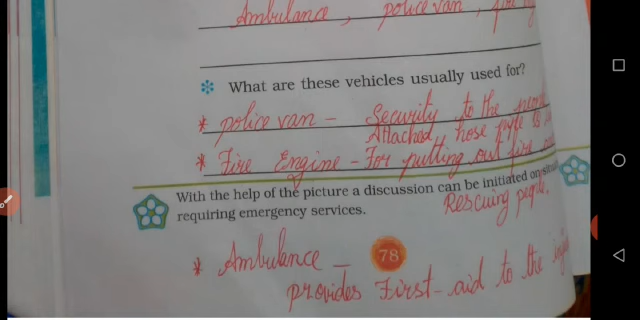 Ambulance, police van, fire
What are these vehicles usually used for?
* police van - Security to the
Attached hose pipe
* Fire Engine - For putting out fire
Rescuing people.
With the help of the picture a discussion can be initiated on
requiring emergency services.
* Ambulance -
78
provides First-aid to the